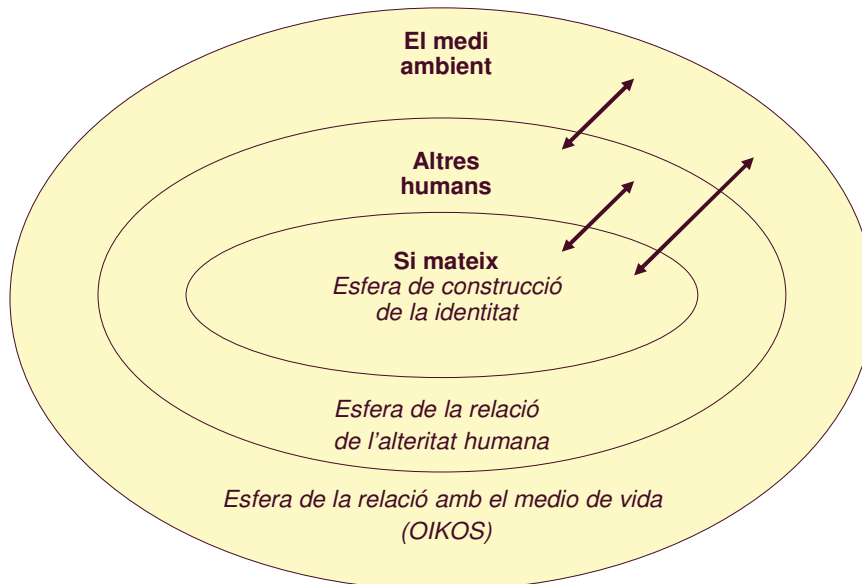 El medi
ambient
Altres
humans
Si mateix
Esfera de construcció
de la identitat
Esfera de la relació
de l’alteritat humana
Esfera de la relació amb el medio de vida
(OIKOS)